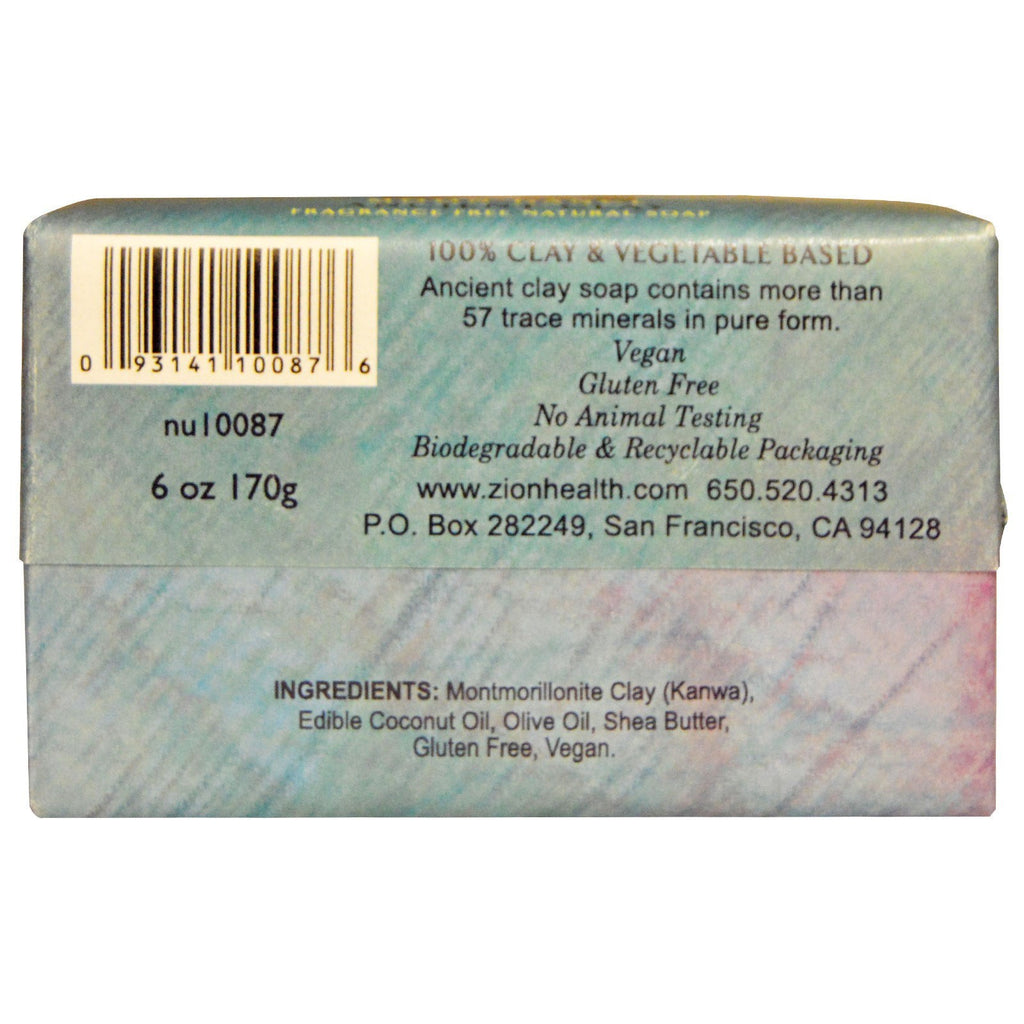 FRAGRANCE FREE NATURAL SOAP
100% CLAY & VEGETABLE BASED
Ancient clay soap contains more than
57 trace minerals in pure form.
Vegan
Gluten Free
No Animal Testing
Biodegradable & Recyclable Packaging
www.zionhealth.com 650.520.4313
P.O. Box 282249, San Francisco, CA 94128
0 93141 10087 6
nu10087
6 oz 170g
INGREDIENTS: Montmorillonite Clay (Kanwa),
Edible Coconut Oil, Olive Oil, Shea Butter,
Gluten Free, Vegan.